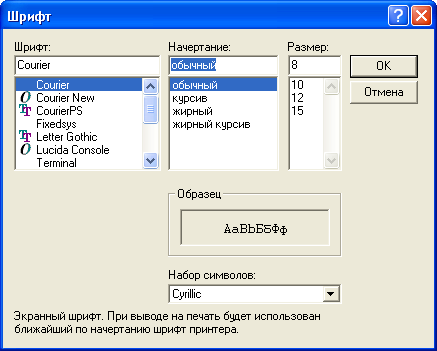 Шрифт
Шрифт:
Courier
Courier
Courier New
CourierPS
Fixedsys
Letter Gothic
Lucida Console
Terminal
Начертание:
обычный
обычный
курсив
жирный
жирный курсив
Размер:
8
10
12
15
OK
Отмена
Образец
АаBbБбФф
Набор символов:
Cyrillic
Экранный шрифт. При выводе на печать будет использован
ближайший по начертанию шрифт принтера.